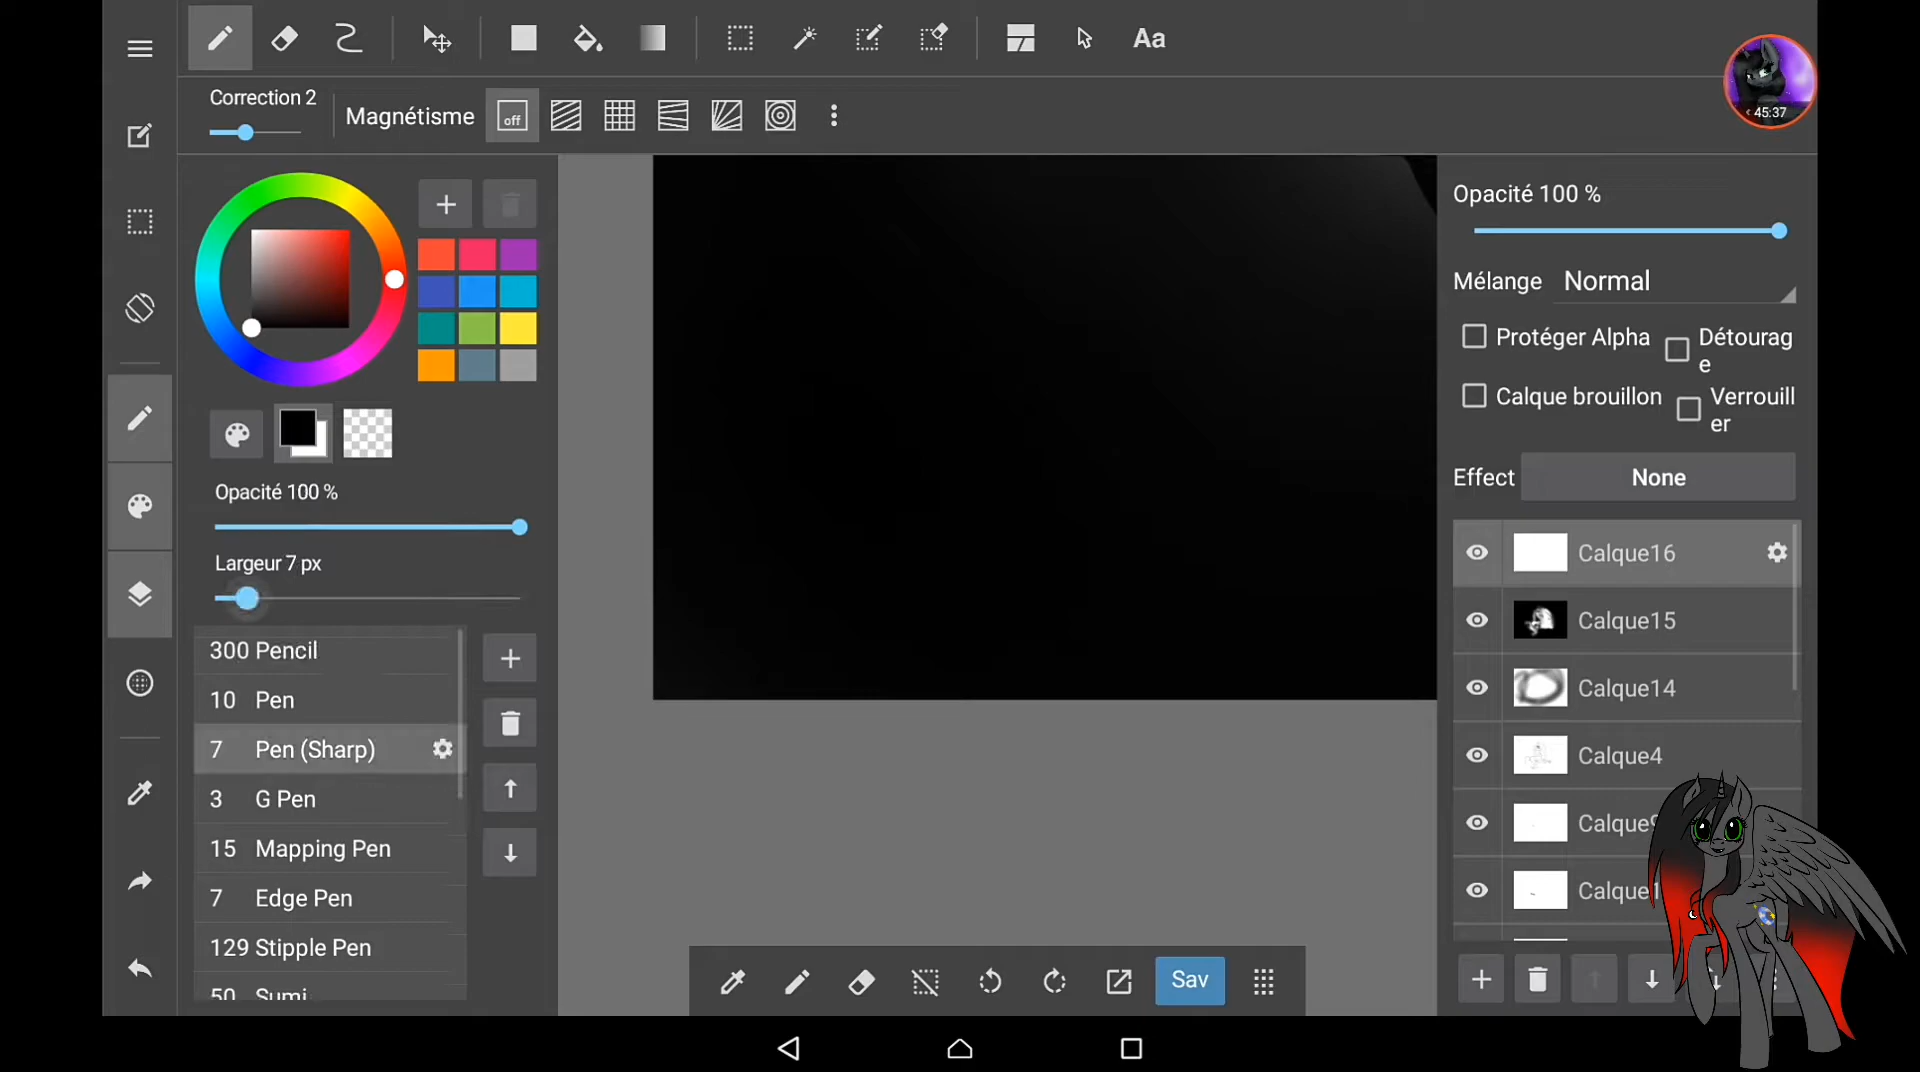 Aa
Correction 2
Magnétisme
off
45:37
Opacité 100 %
Mélange Normal
Protéger Alpha
Détourag
e
Calque brouillon
Verrouill
er
Effect None
Opacité 100 %
Largeur 7 px
300 Pencil
10 Pen
7 Pen (Sharp)
3 G Pen
15 Mapping Pen
7 Edge Pen
129 Stipple Pen
50 Sumi
Calque16
Calque15
Calque14
Calque4
Sav